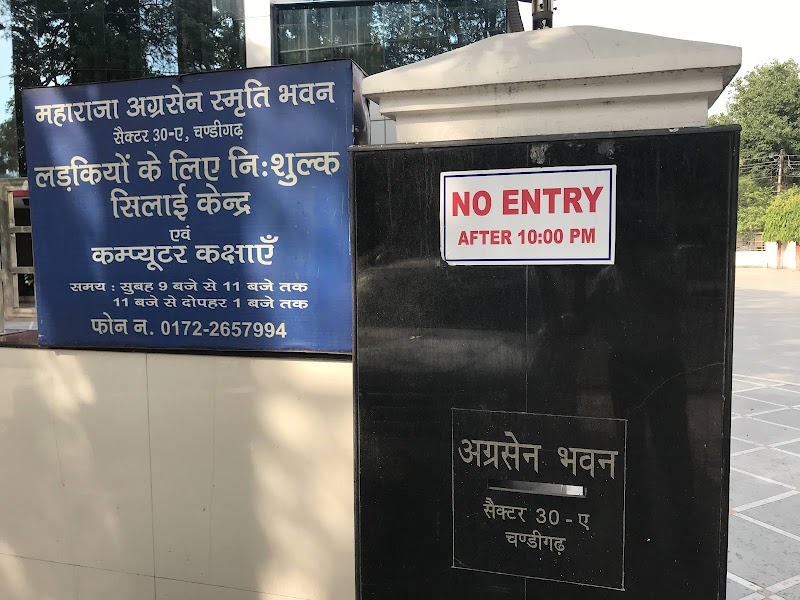 महाराजा अग्रसेन स्मृति भवन
सैक्टर 30-ए, चण्डीगढ़
लड़कियों के लिए नि:शुल्क
सिलाई केन्द्र
एवं
कम्प्यूटर कक्षाएँ
समय : सुबह 9 बजे से 11 बजे तक
11 बजे से दोपहर 1 बजे तक
फोन न. 0172-2657994
NO ENTRY
AFTER 10:00 PM
अग्रसेन भवन
सैक्टर 30 - ए
चण्डीगढ़